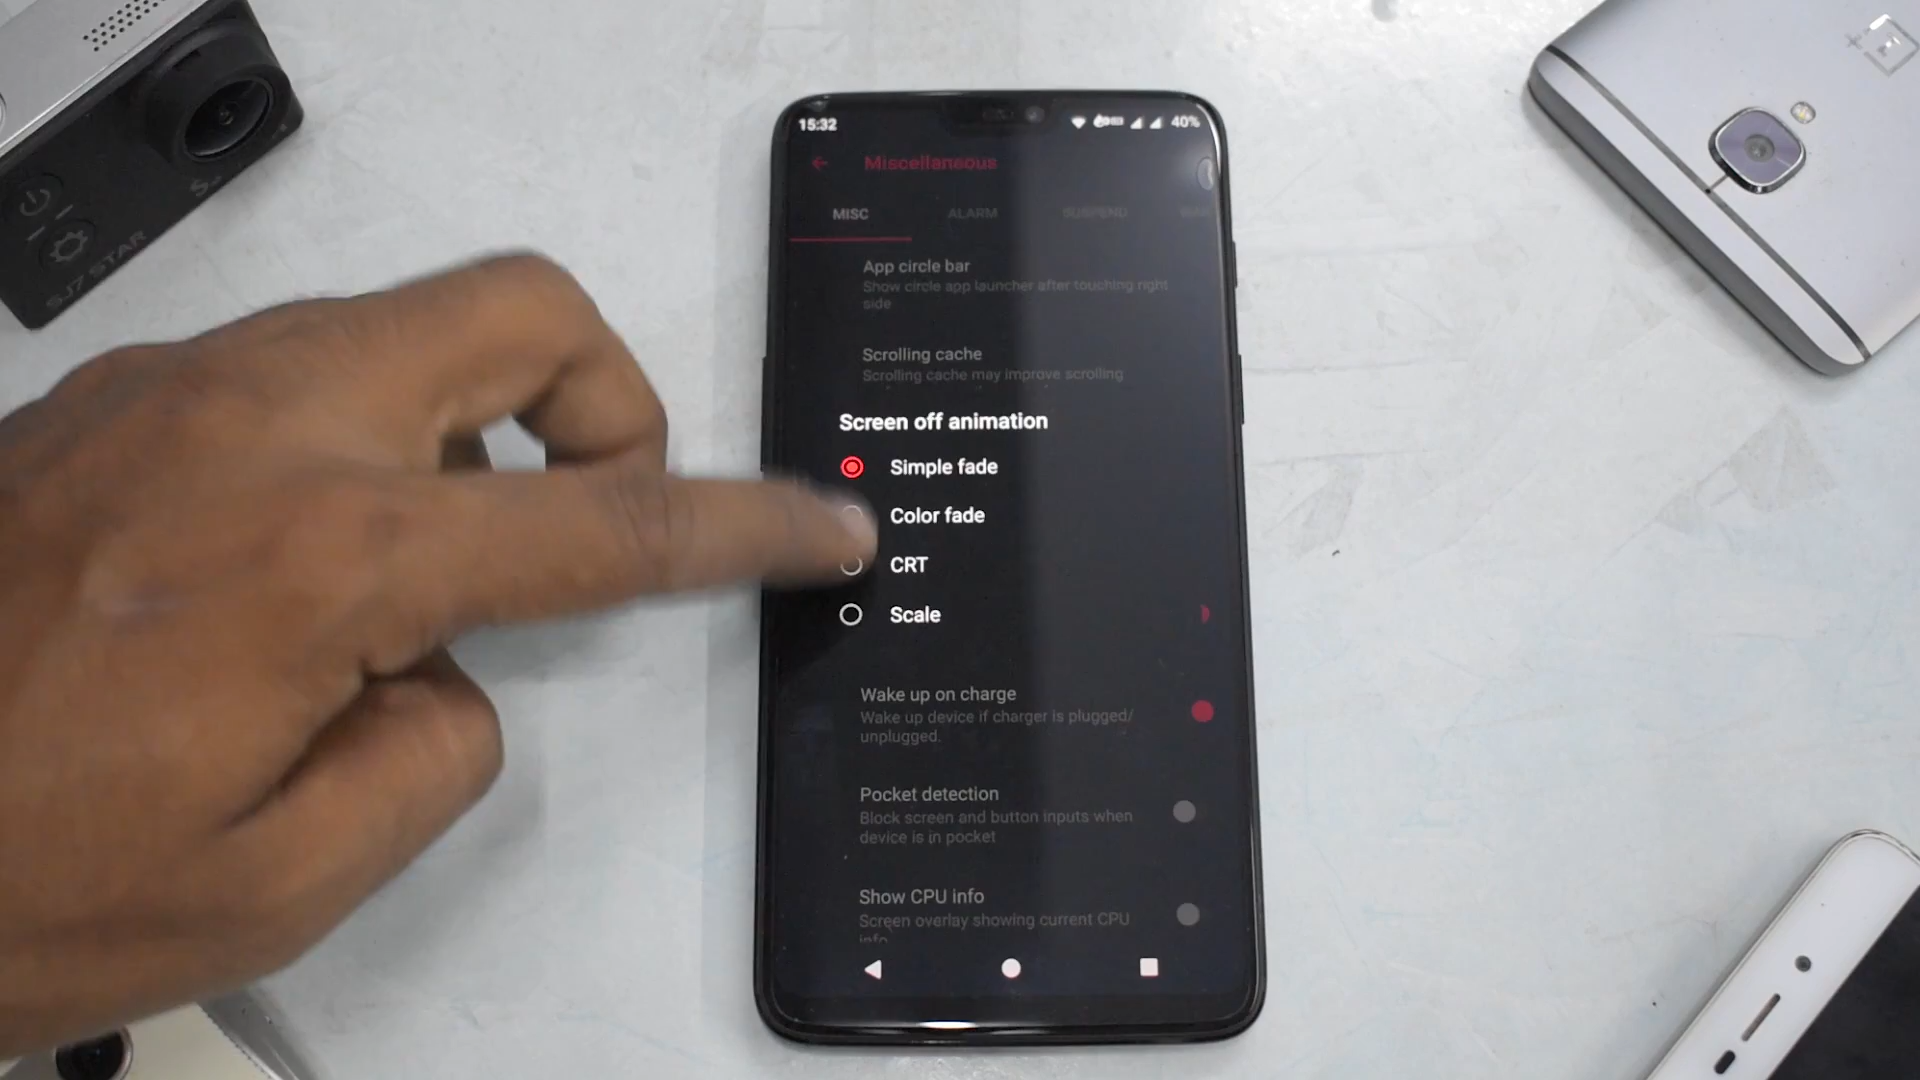 15:32
40%
Miscellaneous
MISC ALARM SUSPEND
App circle bar
Show circle app launcher after touching right
side
Scrolling cache
Scrolling cache may improve scrolling
Screen off animation
Simple fade
Color fade
CRT
Scale
Wake up on charge
Wake up device if charger is plugged/
unplugged.
Pocket detection
Block screen and button inputs when
device is in pocket
Show CPU info
Screen overlay showing current CPU
info
SJ7 STAR